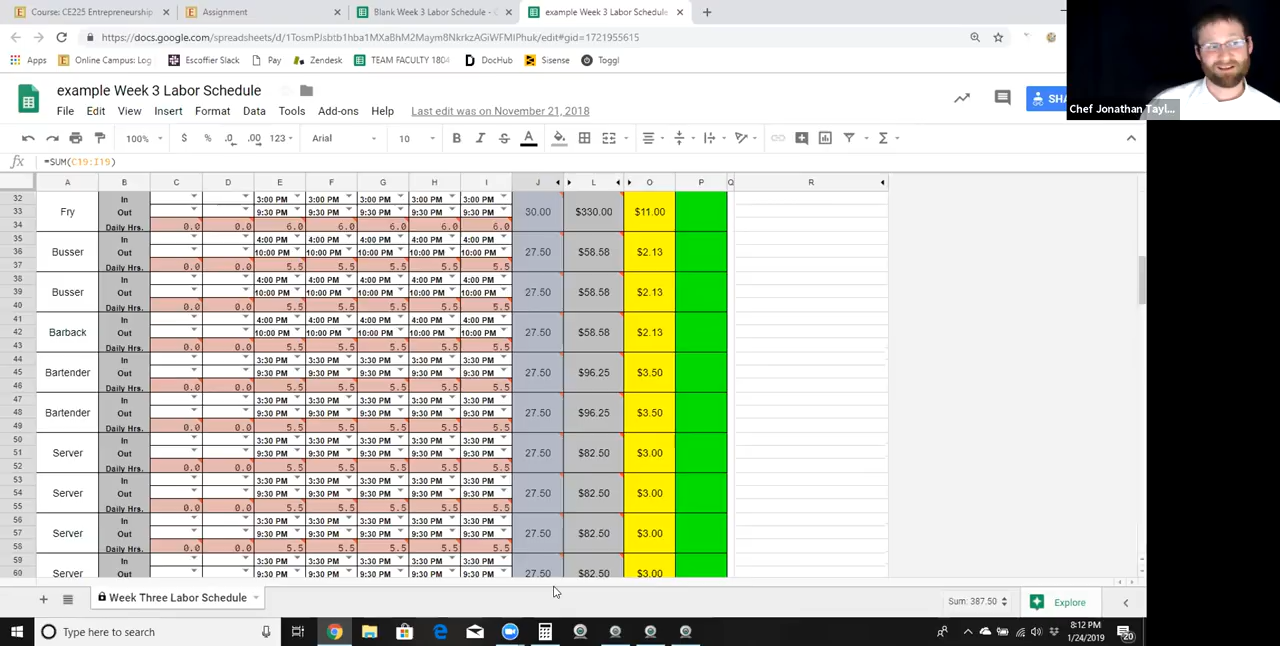 Course: CE225 Entrepreneurship
Assignment
Blank Week 3 Labor Schedule -
example Week 3 Labor Schedule
https://docs.google.com/spreadsheets/d/1TosmPJsbtb1hba1MXaBhM2Maym8NkrkzAGiWFMIPhuk/edit#gid=1721955615
Apps Online Campus: Log Escoffier Slack Pay Zendesk TEAM FACULTY 1804 DocHub Sisense Toggl
example Week 3 Labor Schedule
File Edit View Insert Format Data Tools Add-ons Help Last edit was on November 21, 2018
SHA
Chef Jonathan Tayl...
100% $ % .0 .00 123 Arial 10 B I S A
fx =SUM(C19:I19)
A B C D E F G H I J L O P Q R
32 In 3:00 PM 3:00 PM 3:00 PM 3:00 PM 3:00 PM
33 Fry Out 9:30 PM 9:30 PM 9:30 PM 9:30 PM 9:30 PM 30.00 $330.00 $11.00
34 Daily Hrs. 0.0 0.0 6.0 6.0 6.0 6.0 6.0
35 In 4:00 PM 4:00 PM 4:00 PM 4:00 PM 4:00 PM
36 Busser Out 10:00 PM 10:00 PM 10:00 PM 10:00 PM 10:00 PM 27.50 $58.58 $2.13
37 Daily Hrs. 0.0 0.0 5.5 5.5 5.5 5.5 5.5
38 In 4:00 PM 4:00 PM 4:00 PM 4:00 PM 4:00 PM
39 Busser Out 10:00 PM 10:00 PM 10:00 PM 10:00 PM 10:00 PM 27.50 $58.58 $2.13
40 Daily Hrs. 0.0 0.0 5.5 5.5 5.5 5.5 5.5
41 In 4:00 PM 4:00 PM 4:00 PM 4:00 PM 4:00 PM
42 Barback Out 10:00 PM 10:00 PM 10:00 PM 10:00 PM 10:00 PM 27.50 $58.58 $2.13
43 Daily Hrs. 0.0 0.0 5.5 5.5 5.5 5.5 5.5
44 In 3:30 PM 3:30 PM 3:30 PM 3:30 PM 3:30 PM
45 Bartender Out 9:30 PM 9:30 PM 9:30 PM 9:30 PM 9:30 PM 27.50 $96.25 $3.50
46 Daily Hrs. 0.0 0.0 5.5 5.5 5.5 5.5 5.5
47 In 3:30 PM 3:30 PM 3:30 PM 3:30 PM 3:30 PM
48 Bartender Out 9:30 PM 9:30 PM 9:30 PM 9:30 PM 9:30 PM 27.50 $96.25 $3.50
49 Daily Hrs. 0.0 0.0 5.5 5.5 5.5 5.5 5.5
50 In 3:30 PM 3:30 PM 3:30 PM 3:30 PM 3:30 PM
51 Server Out 9:30 PM 9:30 PM 9:30 PM 9:30 PM 9:30 PM 27.50 $82.50 $3.00
52 Daily Hrs. 0.0 0.0 5.5 5.5 5.5 5.5 5.5
53 In 3:30 PM 3:30 PM 3:30 PM 3:30 PM 3:30 PM
54 Server Out 9:30 PM 9:30 PM 9:30 PM 9:30 PM 9:30 PM 27.50 $82.50 $3.00
55 Daily Hrs. 0.0 0.0 5.5 5.5 5.5 5.5 5.5
56 In 3:30 PM 3:30 PM 3:30 PM 3:30 PM 3:30 PM
57 Server Out 9:30 PM 9:30 PM 9:30 PM 9:30 PM 9:30 PM 27.50 $82.50 $3.00
58 Daily Hrs. 0.0 0.0 5.5 5.5 5.5 5.5 5.5
59 In 3:30 PM 3:30 PM 3:30 PM 3:30 PM 3:30 PM
60 Server Out 9:30 PM 9:30 PM 9:30 PM 9:30 PM 9:30 PM 27.50 $82.50 $3.00
Week Three Labor Schedule
Sum: 387.50
Explore
Type here to search
8:12 PM
1/24/2019
20